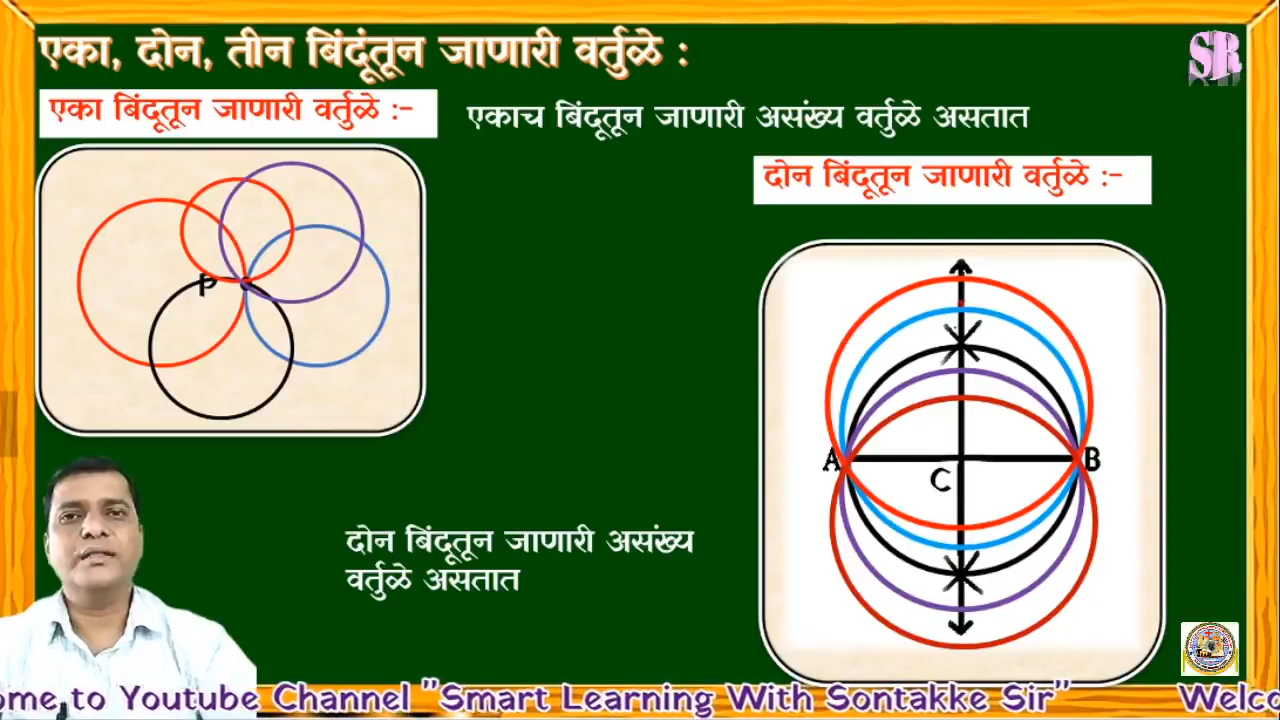 एका, दोन, तीन बिंदूंतून जाणारी वर्तुळे :
SR
एका बिंदूतून जाणारी वर्तुळे :-
एकाच बिंदूतून जाणारी असंख्य वर्तुळे असतात
दोन बिंदूतून जाणारी वर्तुळे :-
P
A
B
C
दोन बिंदूतून जाणारी असंख्य
वर्तुळे असतात
ome to Youtube Channel "Smart Learning With Sontakke Sir"
Welco